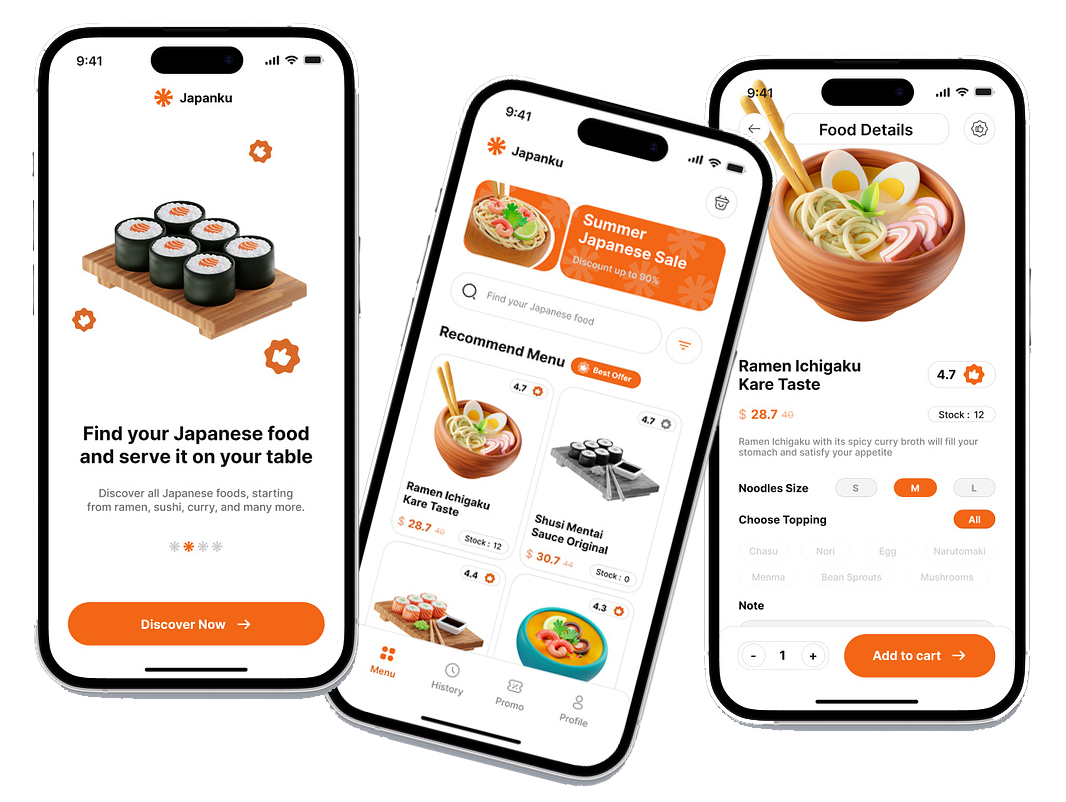 9:41
Japanku
Find your Japanese food
and serve it on your table
Discover all Japanese foods, starting
from ramen, sushi, curry, and many more.
Discover Now
9:41
Japanku
Summer
Japanese Sale
Discount up to 90%
Find your Japanese food
Recommend Menu
Best Offer
4.7
Ramen Ichigaku
Kare Taste
$ 28.7 40
Stock : 12
4.7
Shusi Mentai
Sauce Original
$ 30.7 44
Stock : 0
4.4
4.3
Menu
History
Promo
Profile
9:41
Food Details
Ramen Ichigaku
Kare Taste
4.7
$ 28.7 40
Stock : 12
Ramen Ichigaku with its spicy curry broth will fill your
stomach and satisfy your appetite
Noodles Size
S
M
L
Choose Topping
All
Chasu
Nori
Egg
Narutomaki
Menma
Bean Sprouts
Mushrooms
Note
- 1 +
Add to cart